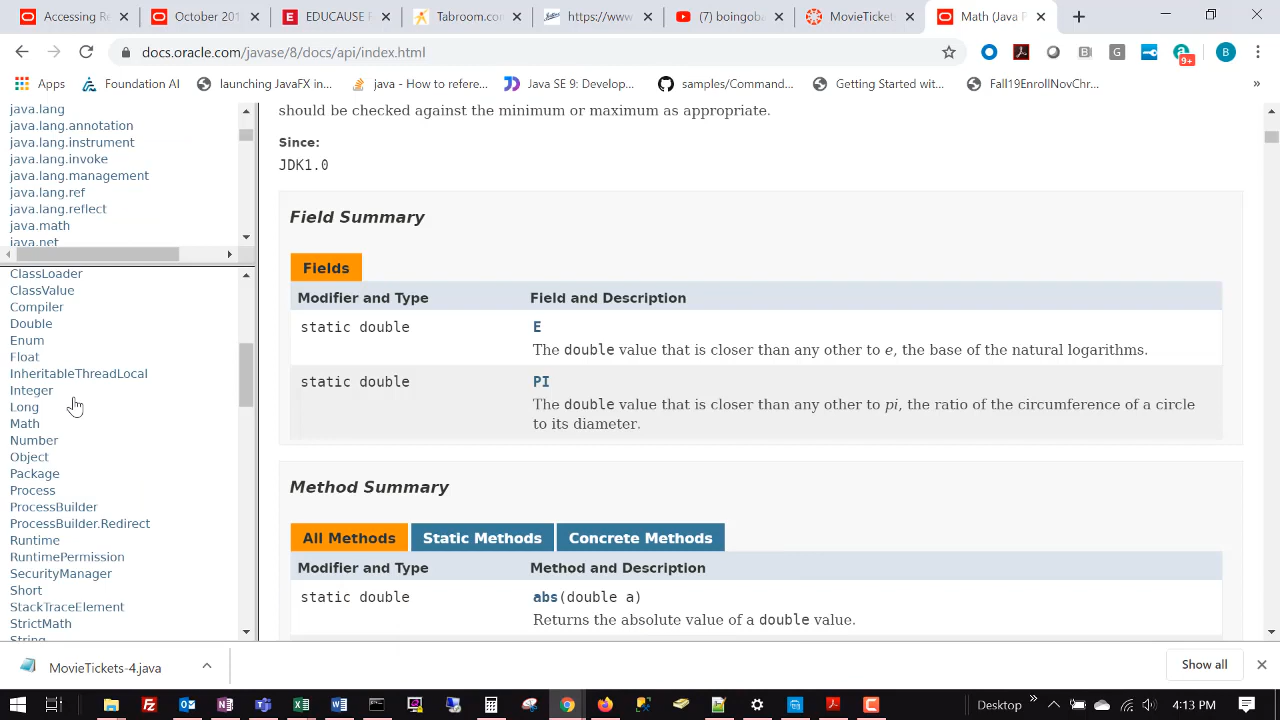 Accessing Re
October 201
EDUCAUSE R
Tabroom.com
https://www
(7) bongoba
MovieTicket
Math (Java P
docs.oracle.com/javase/8/docs/api/index.html
9+
B
Apps
Foundation AI
launching JavaFX in...
java - How to refere...
Java SE 9: Develop...
samples/Command...
Getting Started wit...
Fall19EnrollNovChr...
»
java.lang
java.lang.annotation
java.lang.instrument
java.lang.invoke
java.lang.management
java.lang.ref
java.lang.reflect
java.math
java.net
ClassLoader
ClassValue
Compiler
Double
Enum
Float
InheritableThreadLocal
Integer
Long
Math
Number
Object
Package
Process
ProcessBuilder
ProcessBuilder.Redirect
Runtime
RuntimePermission
SecurityManager
Short
StackTraceElement
StrictMath
String
should be checked against the minimum or maximum as appropriate.
Since:
JDK1.0
Field Summary
Fields
Modifier and Type Field and Description
static double E
The double value that is closer than any other to e, the base of the natural logarithms.
static double PI
The double value that is closer than any other to pi, the ratio of the circumference of a circle
to its diameter.
Method Summary
All Methods Static Methods Concrete Methods
Modifier and Type Method and Description
static double abs(double a)
Returns the absolute value of a double value.
MovieTickets-4.java
Show all
Desktop
»
4:13 PM